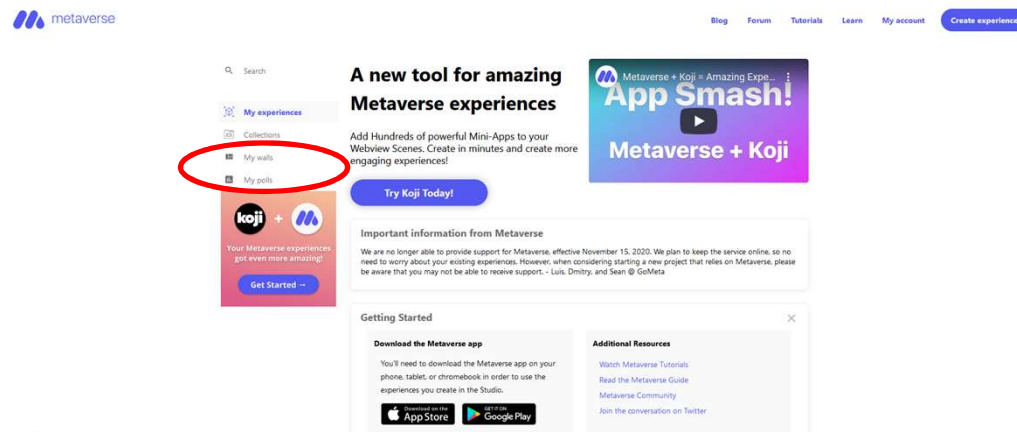 metaverse
Blog Forum Tutorials Learn My account Create experience
Search
My experiences
Collections
My walls
My polls
koji +
Your Metaverse experiences
got even more amazing!
Get Started →
A new tool for amazing
Metaverse experiences
Add Hundreds of powerful Mini-Apps to your
Webview Scenes. Create in minutes and create more
engaging experiences!
Try Koji Today!
Metaverse + Koji = Amazing Expe...
App Smash!
Metaverse + Koji
Important information from Metaverse
We are no longer able to provide support for Metaverse, effective November 15, 2020. We plan to keep the service online, so no
need to worry about your existing experiences. However, when considering starting a new project that relies on Metaverse, please
be aware that you may not be able to receive support. - Luis, Dmitry, and Sean @ GoMeta
Getting Started
Download the Metaverse app
You'll need to download the Metaverse app on your
phone, tablet, or chromebook in order to use the
experiences you create in the Studio.
Download on the
App Store
GET IT ON
Google Play
Additional Resources
Watch Metaverse Tutorials
Read the Metaverse Guide
Metaverse Community
Join the conversation on Twitter